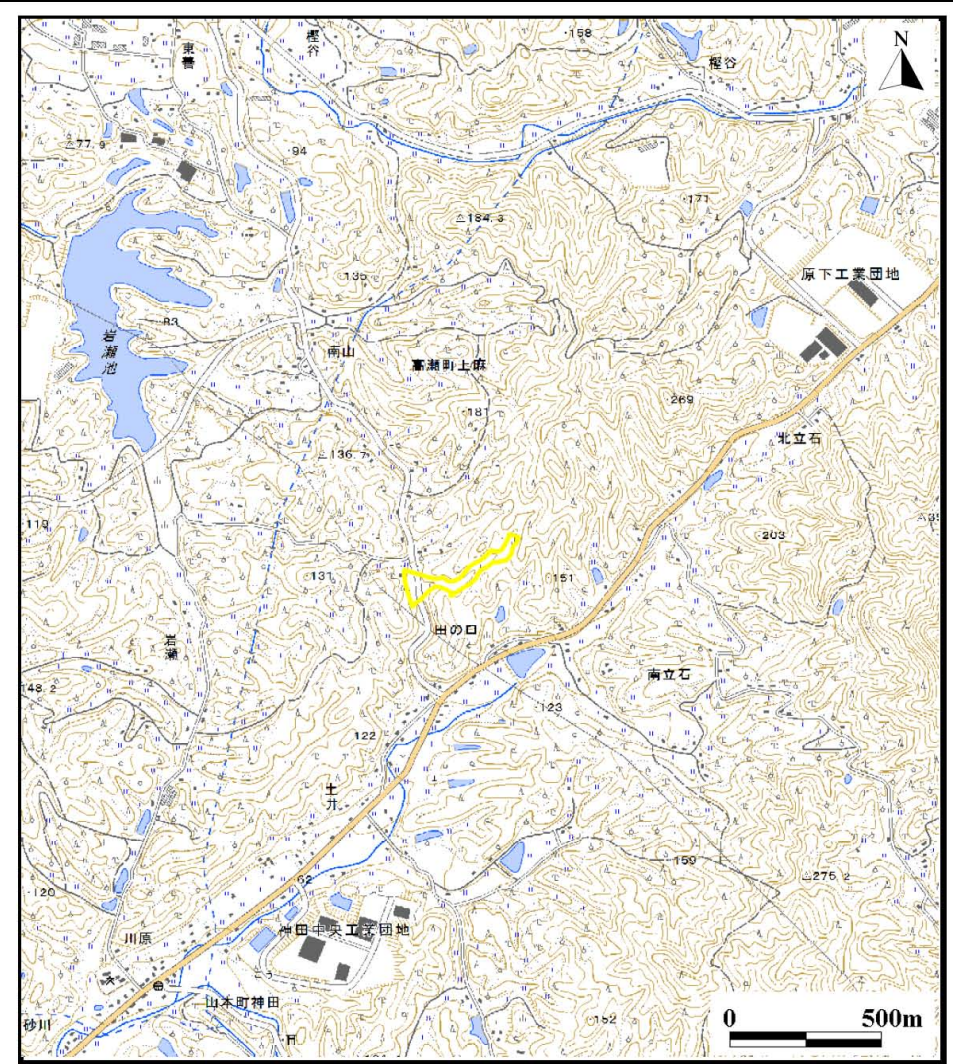 樫谷
·158
N
東善
樫谷
△77.9
·94
·171
△184.3
原下工業団地
·135
·83
岩瀬池
南山
高瀬町上麻
·269
·181
北立石
△136.7
·119
·203
·131
·151
田の口
岩瀬
南立石
148.2
·123
122
土井
·159
△275.2
62
·120
神田中央工業団地
川原
山本町神田
砂川
·152
0 500m